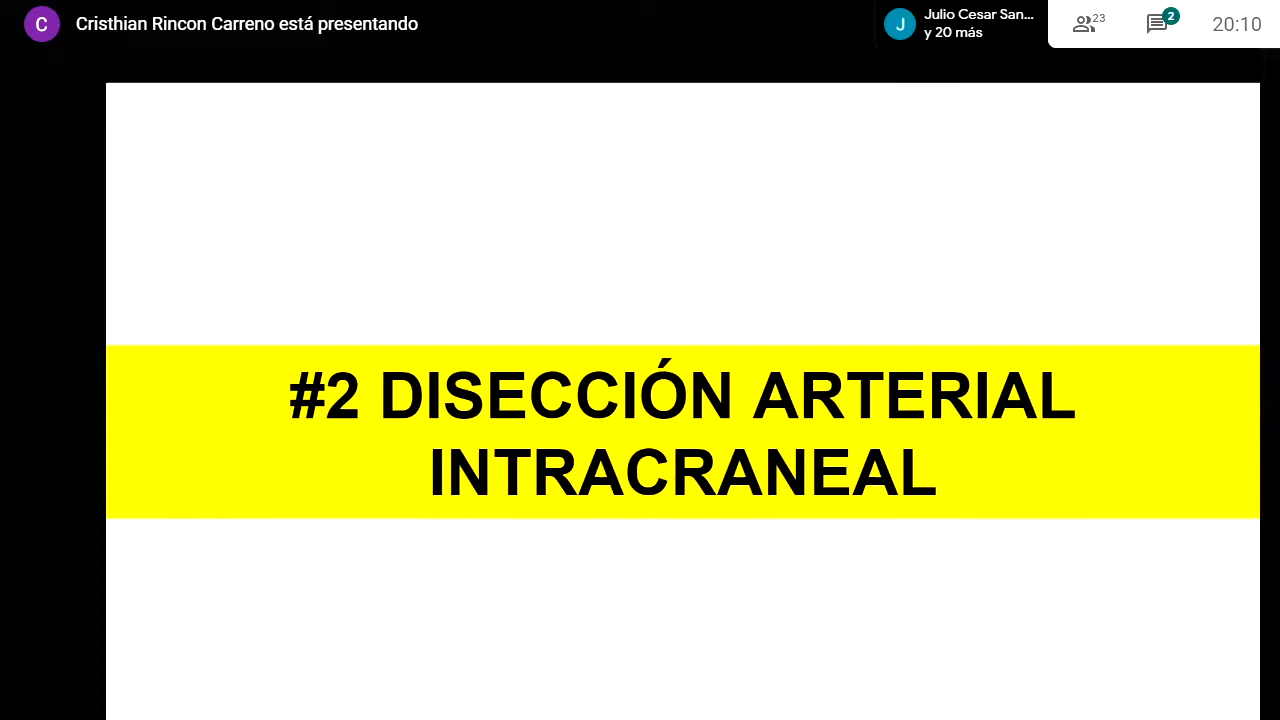 C
Cristhian Rincon Carreno está presentando
J
Julio Cesar San...
y 20 más
23
2
20:10
#2 DISECCIÓN ARTERIAL
INTRACRANEAL